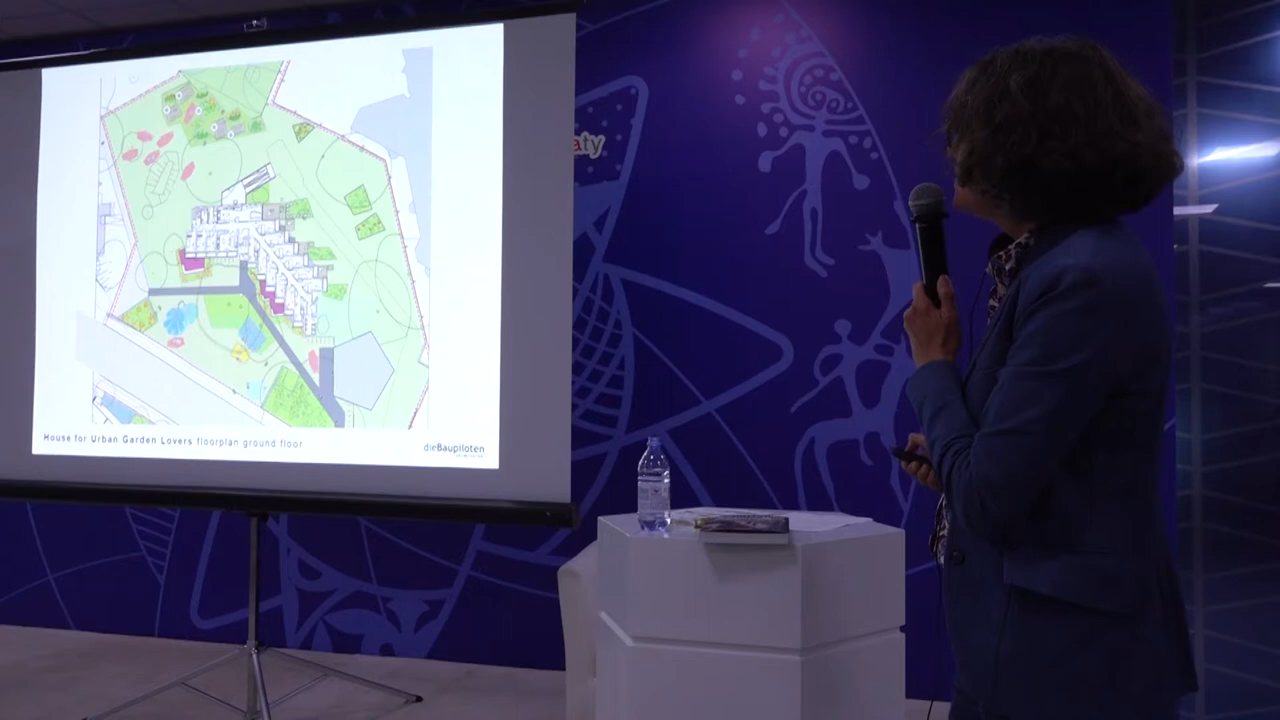 aty
House for Urban Garden Lovers floorplan ground floor
dieBaupiloten